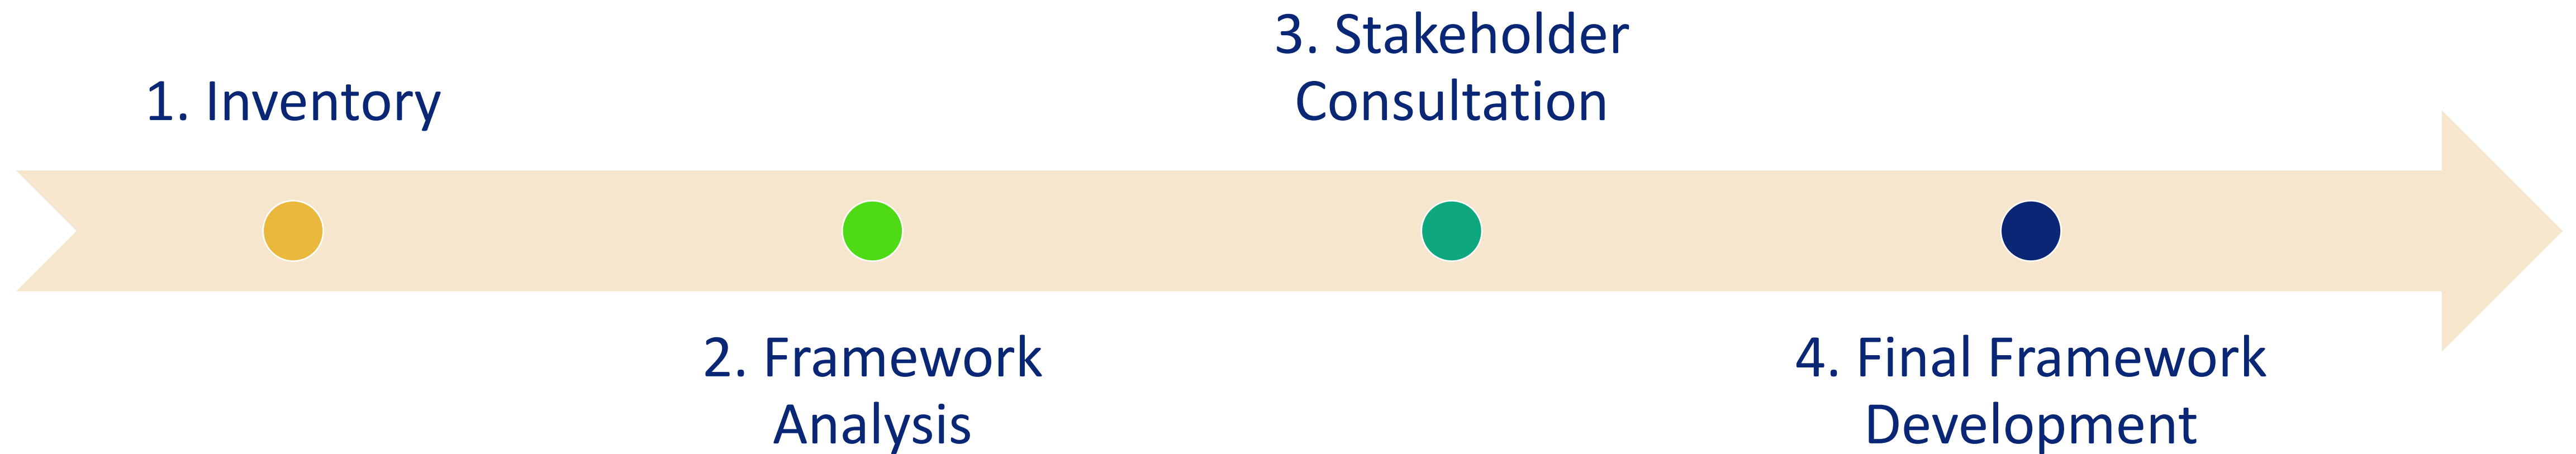 1. Inventory
2. Framework
Analysis
3. Stakeholder
Consultation
4. Final Framework
Development